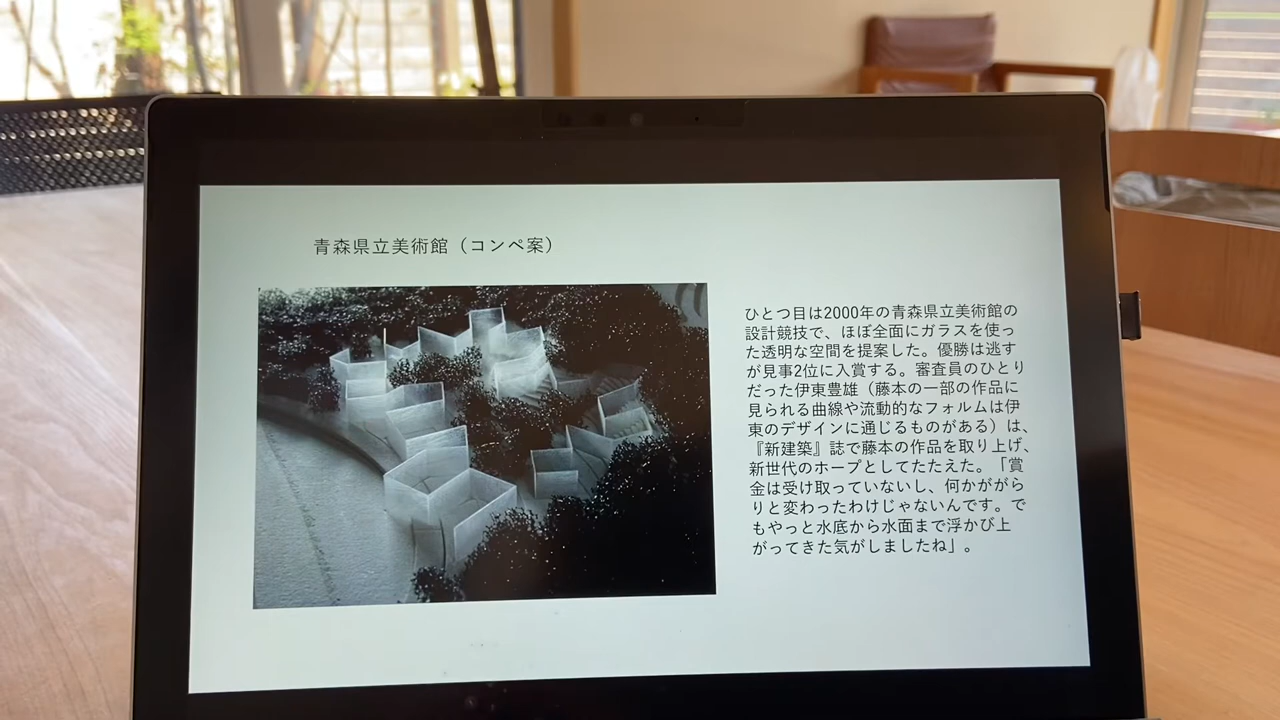 青森県立美術館（コンペ案）
ひとつ目は2000年の青森県立美術館の
設計競技で、ほぼ全面にガラスを使っ
た透明な空間を提案した。優勝は逃す
が見事2位に入賞する。審査員のひとり
だった伊東豊雄（藤本の一部の作品に
見られる曲線や流動的なフォルムは伊
東のデザインに通じるものがある）は、
『新建築』誌で藤本の作品を取り上げ、
新世代のホープとしてたたえた。「賞
金は受け取っていないし、何かががら
りと変わったわけじゃないんです。で
もやっと水底から水面まで浮かび上
がってきた気がしましたね」。